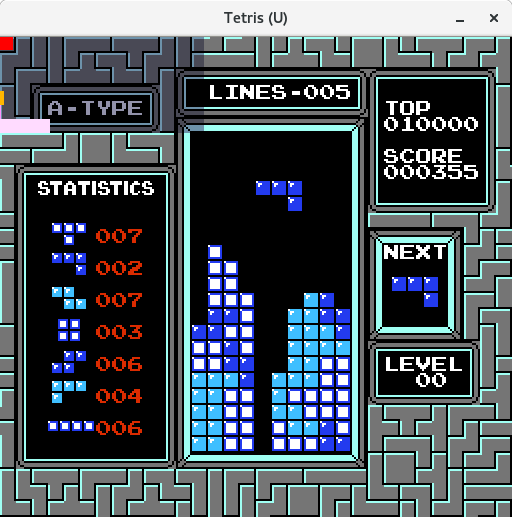 Tetris (U)
A-TYPE
LINES-005
TOP
010000
SCORE
000355
STATISTICS
007
002
007
003
006
004
006
NEXT
LEVEL
00